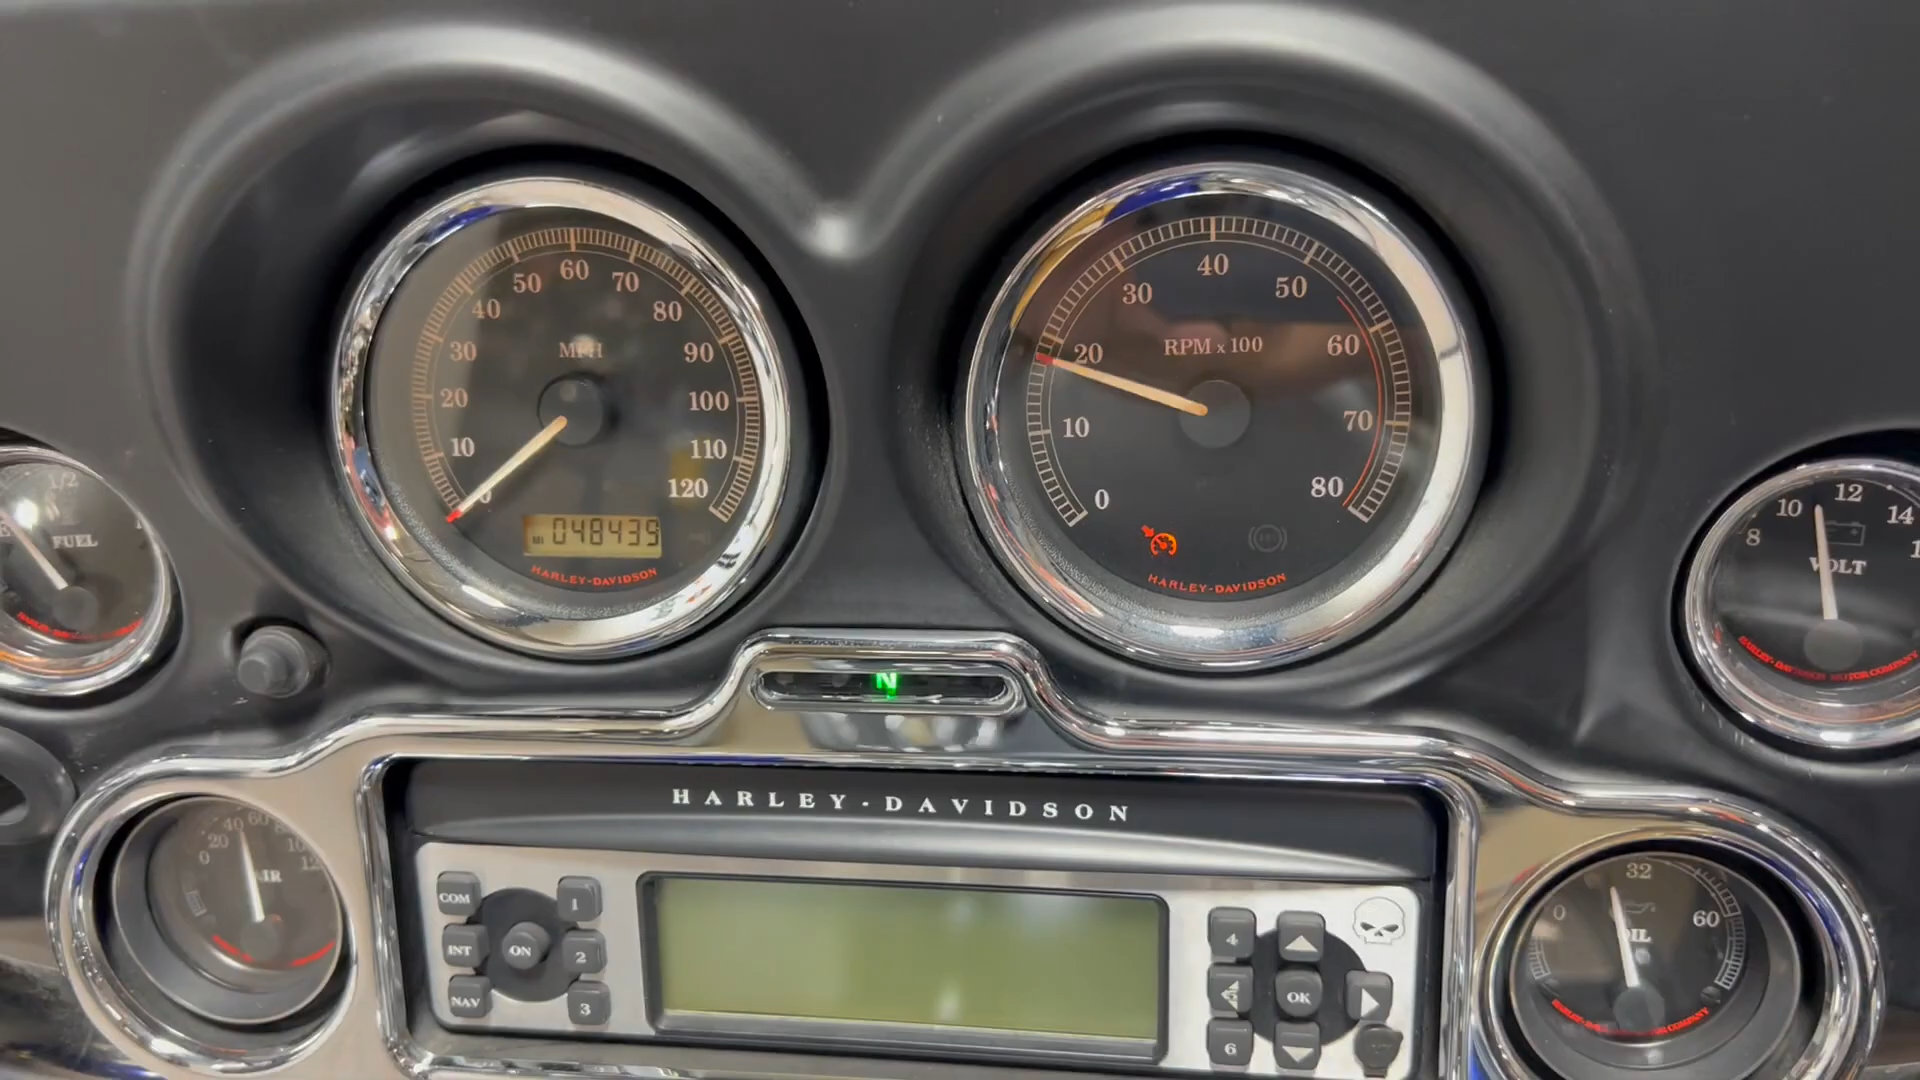 60
50
70
40
80
30
MPH
90
20
100
10
110
0
120
MI 048439
HARLEY-DAVIDSON
40
30
50
20
RPM x 100
60
10
70
0
80
HARLEY-DAVIDSON
1/2
E
FUEL
12
10
14
8
VOLT
HARLEY-DAVIDSON MOTOR COMPANY
N
HARLEY-DAVIDSON
40 60
20
0
AIR
COM
1
INT
ON
2
NAV
3
4
5
OK
6
32
0
60
OIL